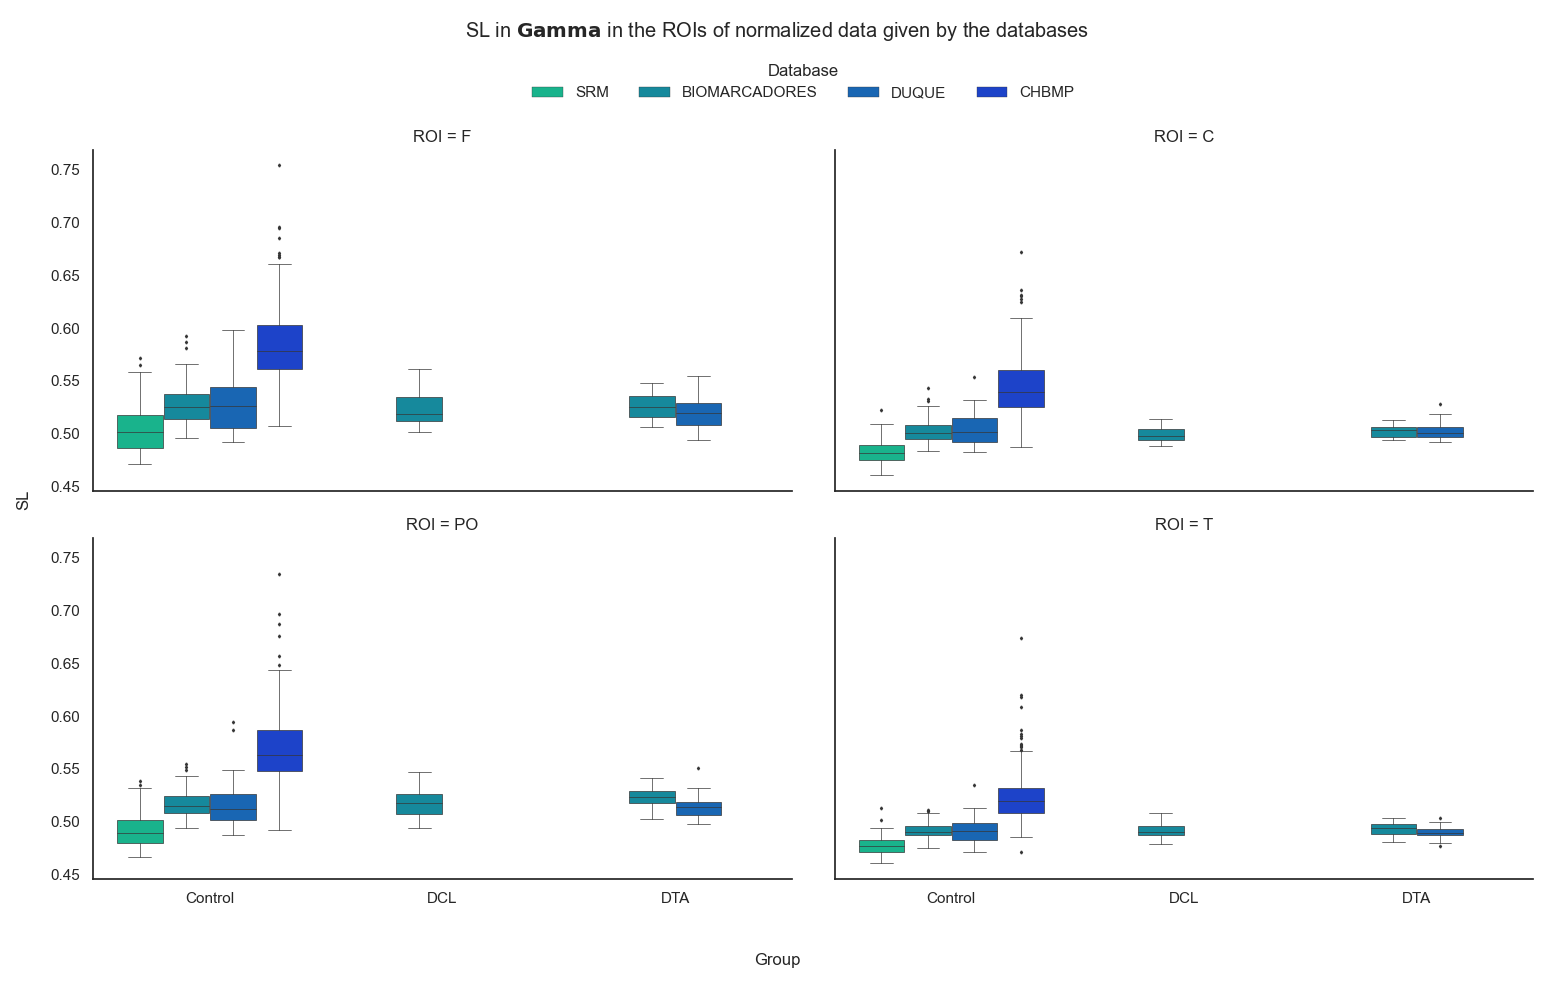 SL in Gamma in the ROIs of normalized data given by the databases
Database
SRM BIOMARCADORES DUQUE CHBMP
ROI = F
0.75
0.70
0.65
0.60
0.55
0.50
0.45
ROI = C
SL
ROI = PO
0.75
0.70
0.65
0.60
0.55
0.50
0.45
Control DCL DTA
ROI = T
Control DCL DTA
Group